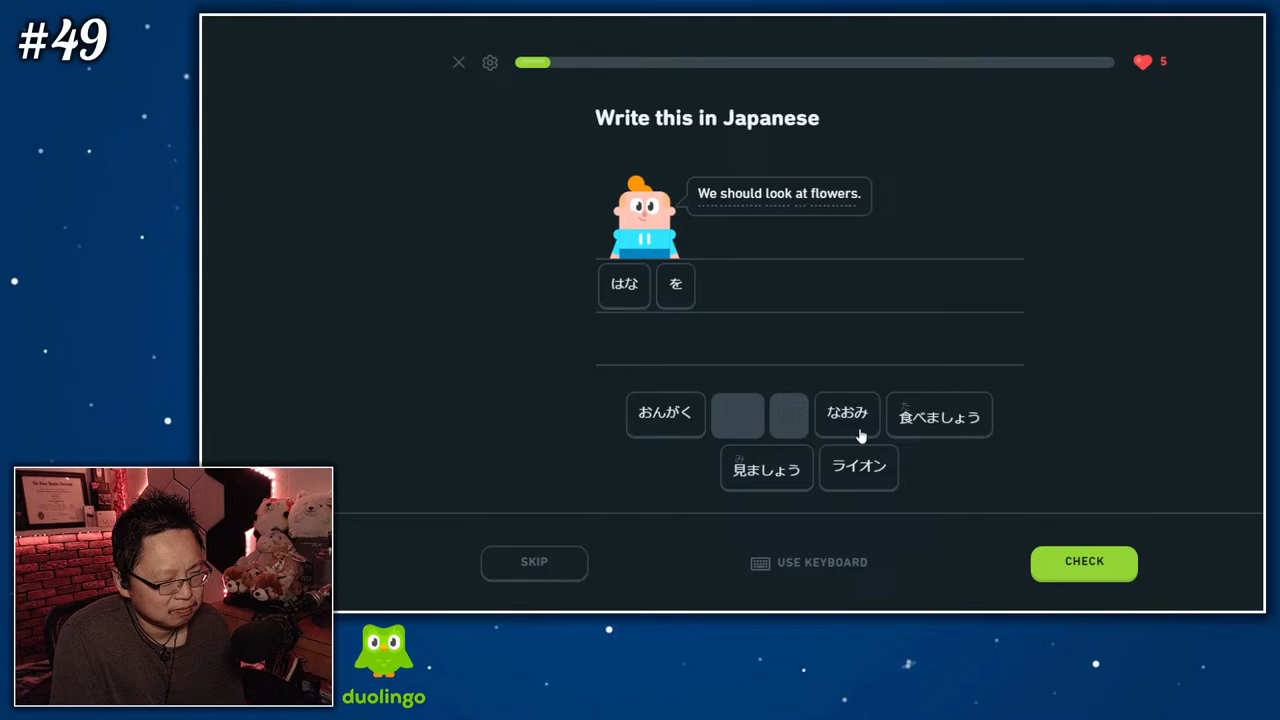 #49
5
Write this in Japanese
We should look at flowers.
はな を
おんがく なおみ 食べましょう
見ましょう ライオン
SKIP USE KEYBOARD CHECK
duolingo